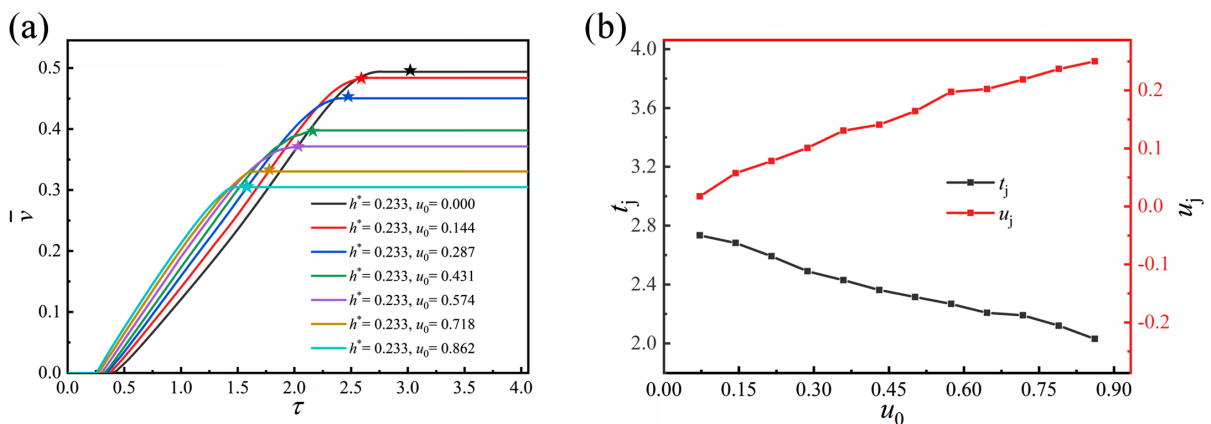 (a)
0.5
0.4
0.3
0.2
0.1
0.0
v̅
h* = 0.233, u₀ = 0.000
h* = 0.233, u₀ = 0.144
h* = 0.233, u₀ = 0.287
h* = 0.233, u₀ = 0.431
h* = 0.233, u₀ = 0.574
h* = 0.233, u₀ = 0.718
h* = 0.233, u₀ = 0.862
0.0 0.5 1.0 1.5 2.0 2.5 3.0 3.5 4.0
τ
(b)
4.0
3.6
3.2
2.8
2.4
2.0
tⱼ
tⱼ
uⱼ
0.2
0.1
0.0
-0.1
-0.2
uⱼ
0.00 0.15 0.30 0.45 0.60 0.75 0.90
u₀